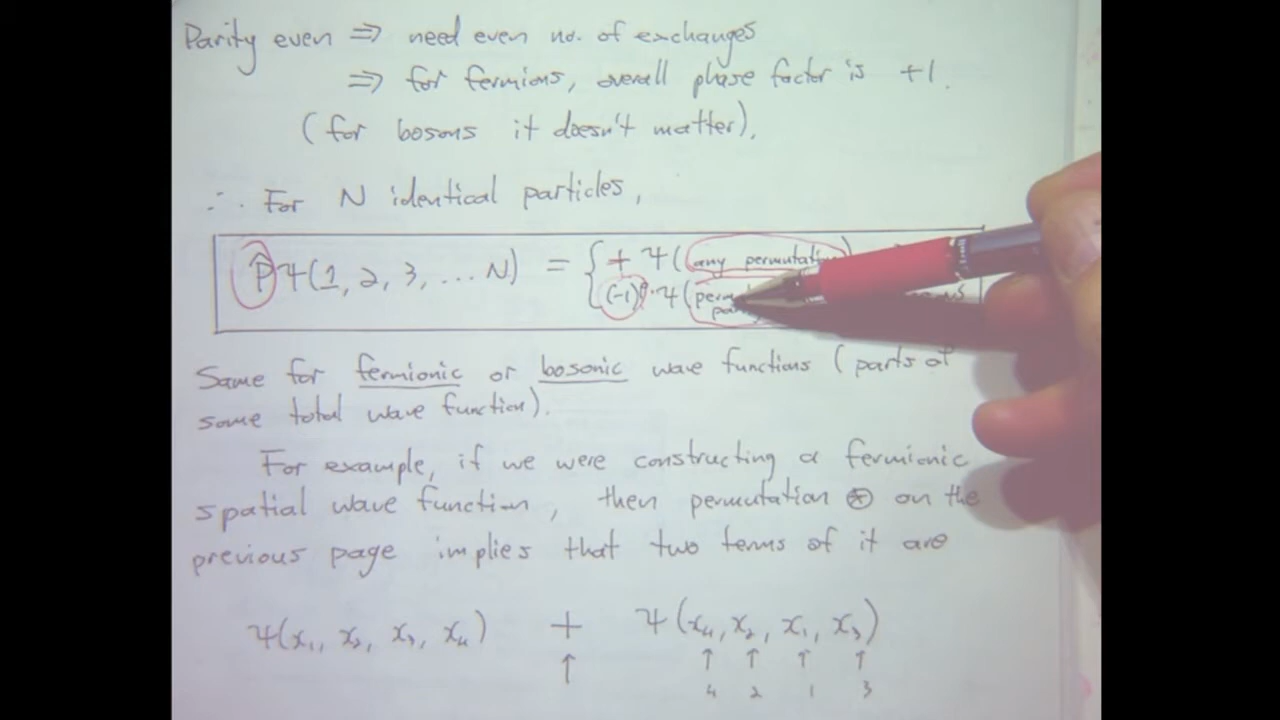 Parity even ⇒ need even no. of exchanges
⇒ for fermions, overall phase factor is +1.
(for bosons it doesn't matter).
∴ For N identical particles,
P̂ Ψ(1, 2, 3, ... N) = { + Ψ(any permutation)
(-1)^P · Ψ(
Same for fermionic or bosonic wave functions (parts of
some total wave function).
For example, if we were constructing a fermionic
spatial wave function, then permutation ⊛ on the
previous page implies that two terms of it are
Ψ(x₁, x₂, x₃, x₄) + Ψ(x₄, x₂, x₁, x₃)
↑ ↑ ↑ ↑ ↑
4 2 1 3